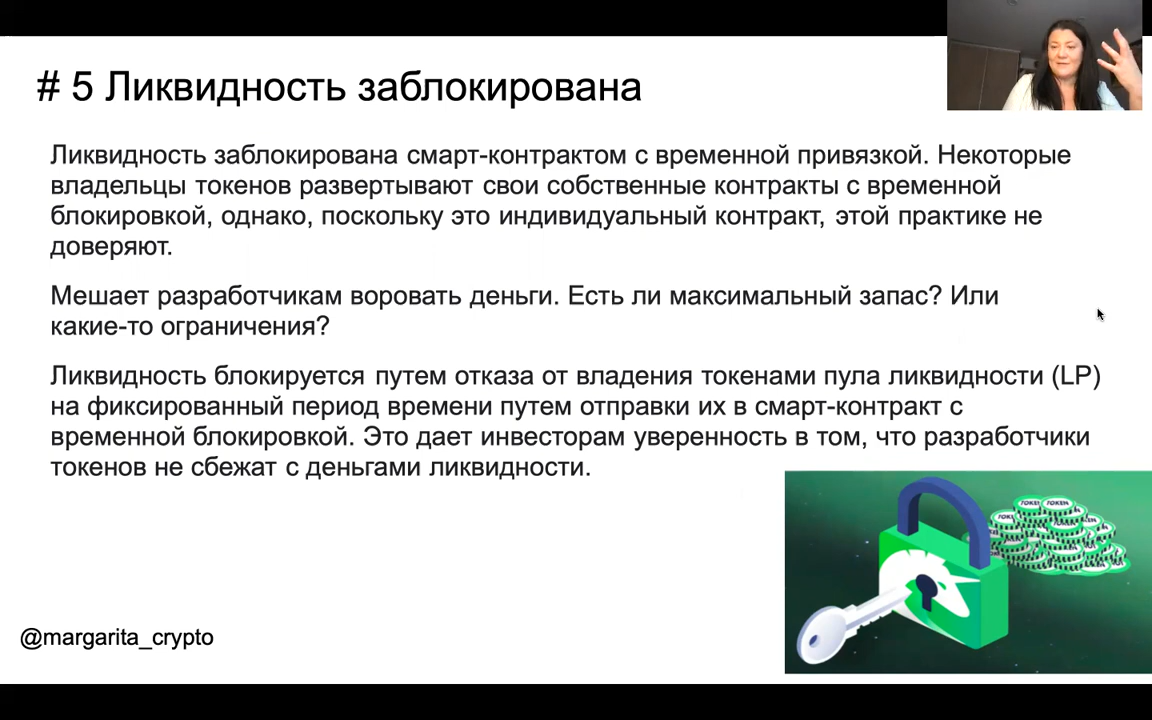 # 5 Ликвидность заблокирована
Ликвидность заблокирована смарт-контрактом с временной привязкой. Некоторые
владельцы токенов развертывают свои собственные контракты с временной
блокировкой, однако, поскольку это индивидуальный контракт, этой практике не
доверяют.
Мешает разработчикам воровать деньги. Есть ли максимальный запас? Или
какие-то ограничения?
Ликвидность блокируется путем отказа от владения токенами пула ликвидности (LP)
на фиксированный период времени путем отправки их в смарт-контракт с
временной блокировкой. Это дает инвесторам уверенность в том, что разработчики
токенов не сбежат с деньгами ликвидности.
TOKEN
@margarita_crypto